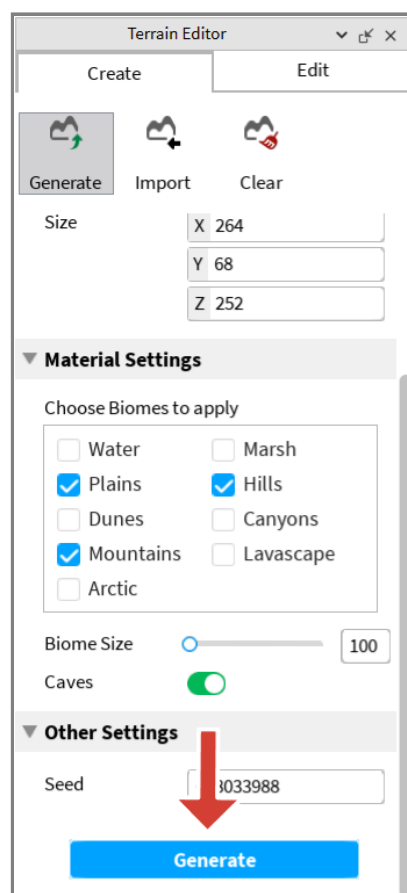 Terrain Editor
Create Edit
Generate Import Clear
Size X 264
Y 68
Z 252
Material Settings
Choose Biomes to apply
Water Marsh
Plains Hills
Dunes Canyons
Mountains Lavascape
Arctic
Biome Size 100
Caves
Other Settings
Seed
Generate